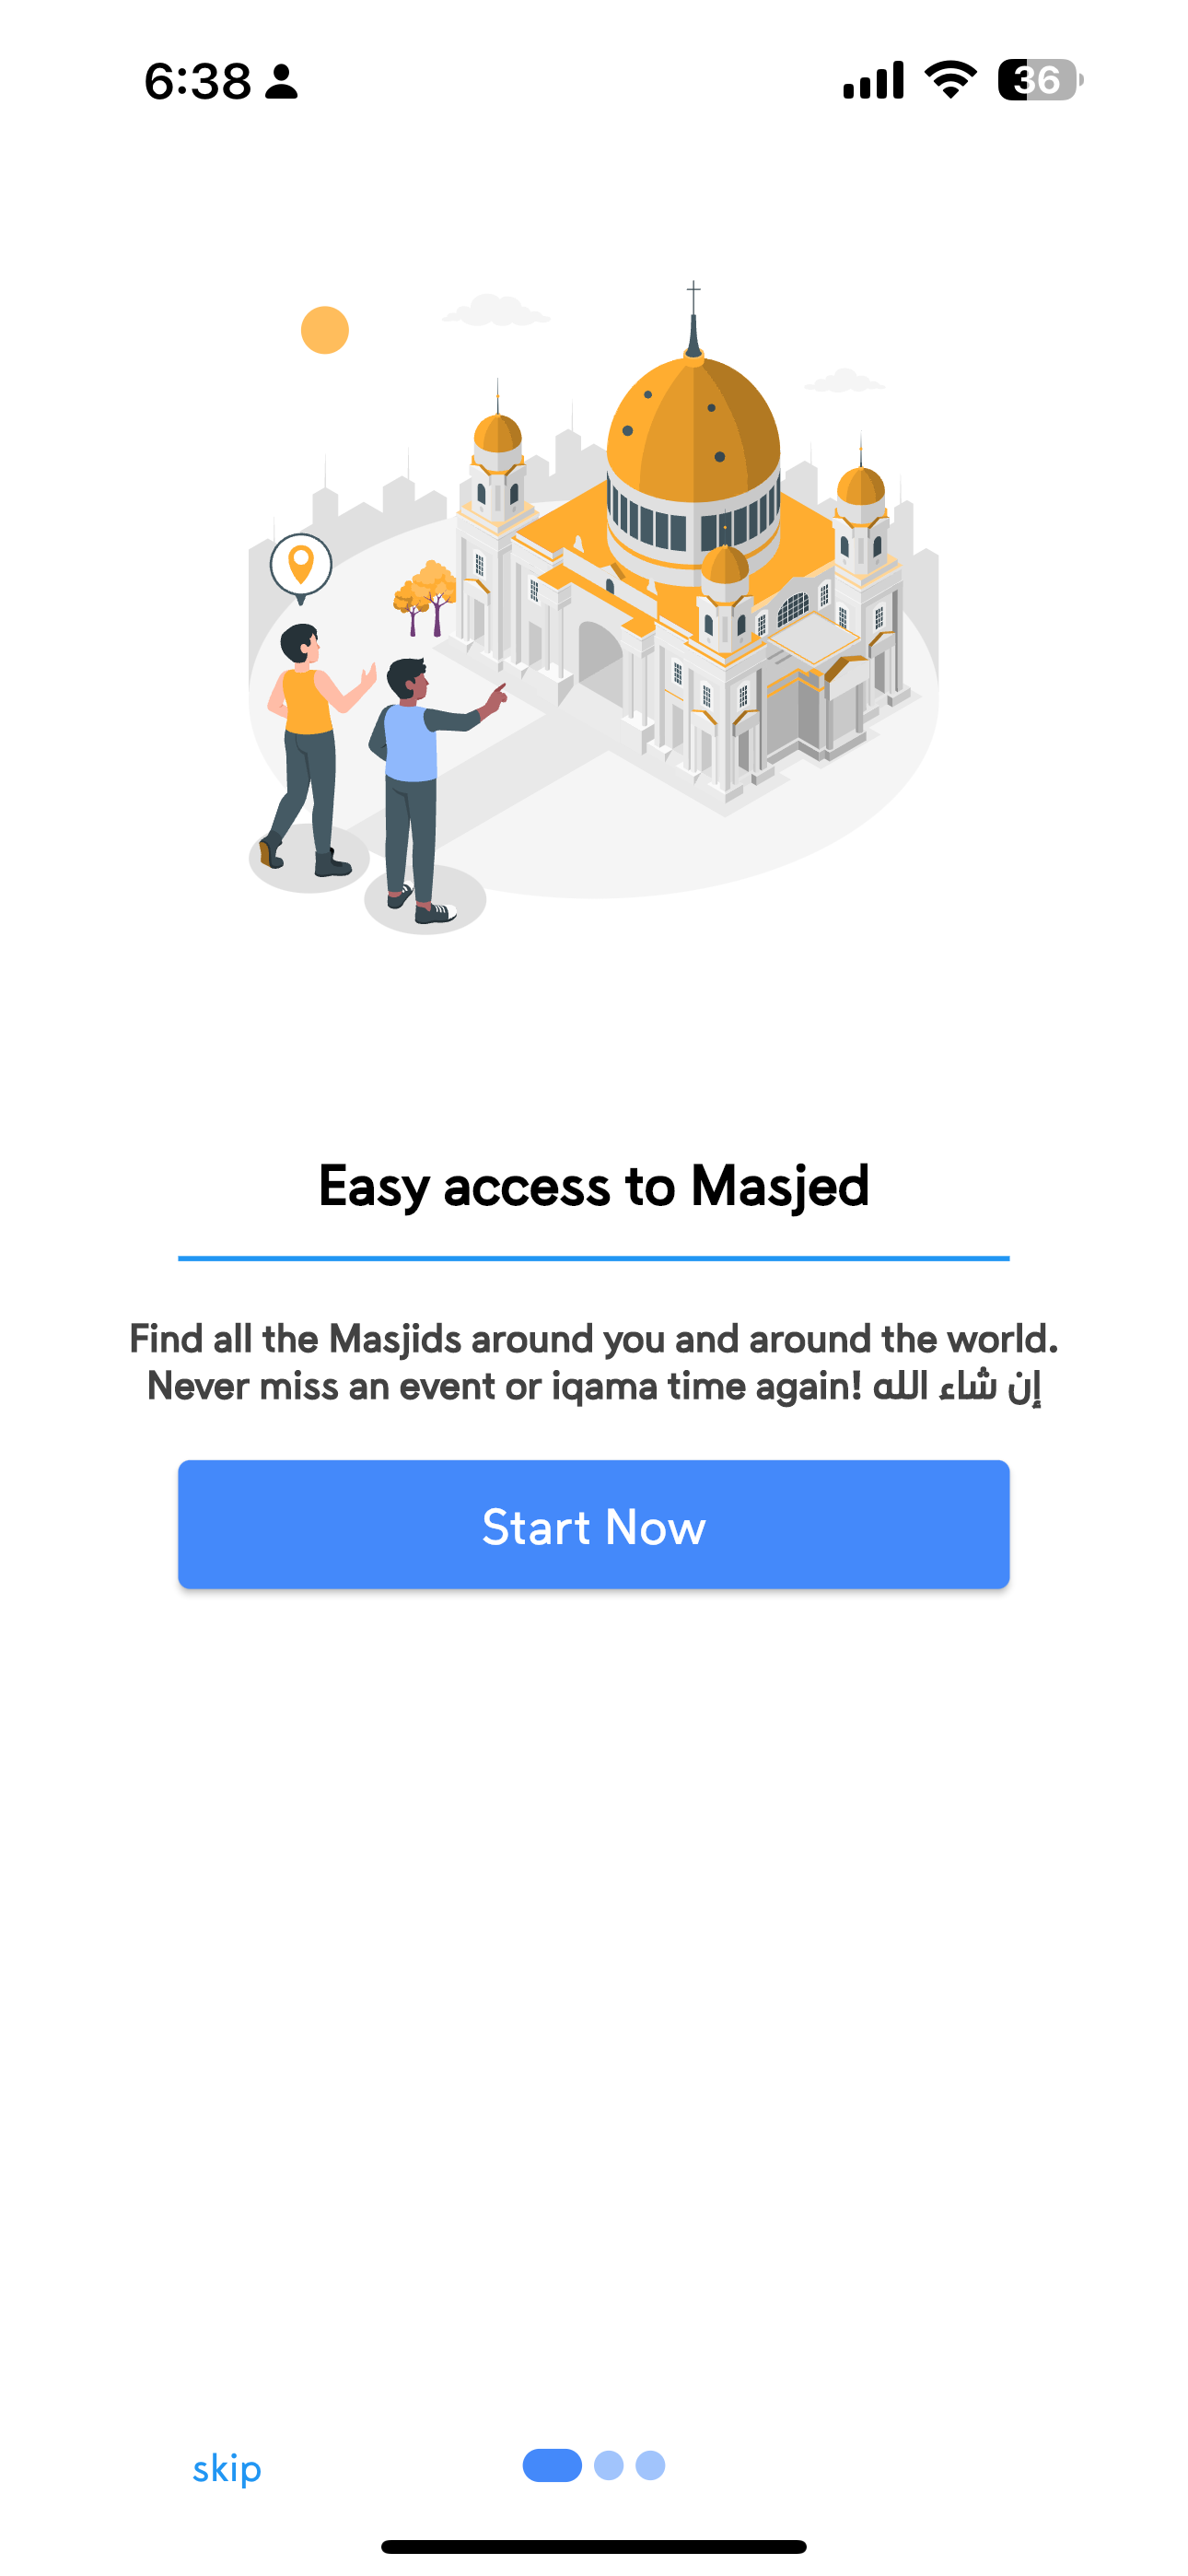 6:38
36
Easy access to Masjed
Find all the Masjids around you and around the world.
Never miss an event or iqama time again! إن شاء الله
Start Now
skip